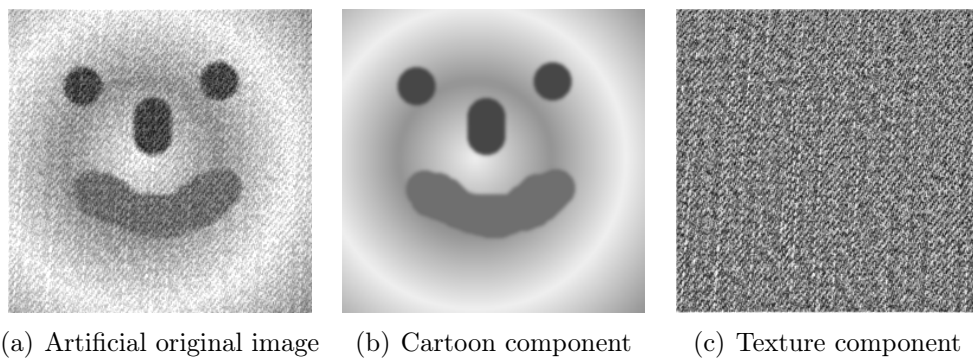 (a) Artificial original image
(b) Cartoon component
(c) Texture component